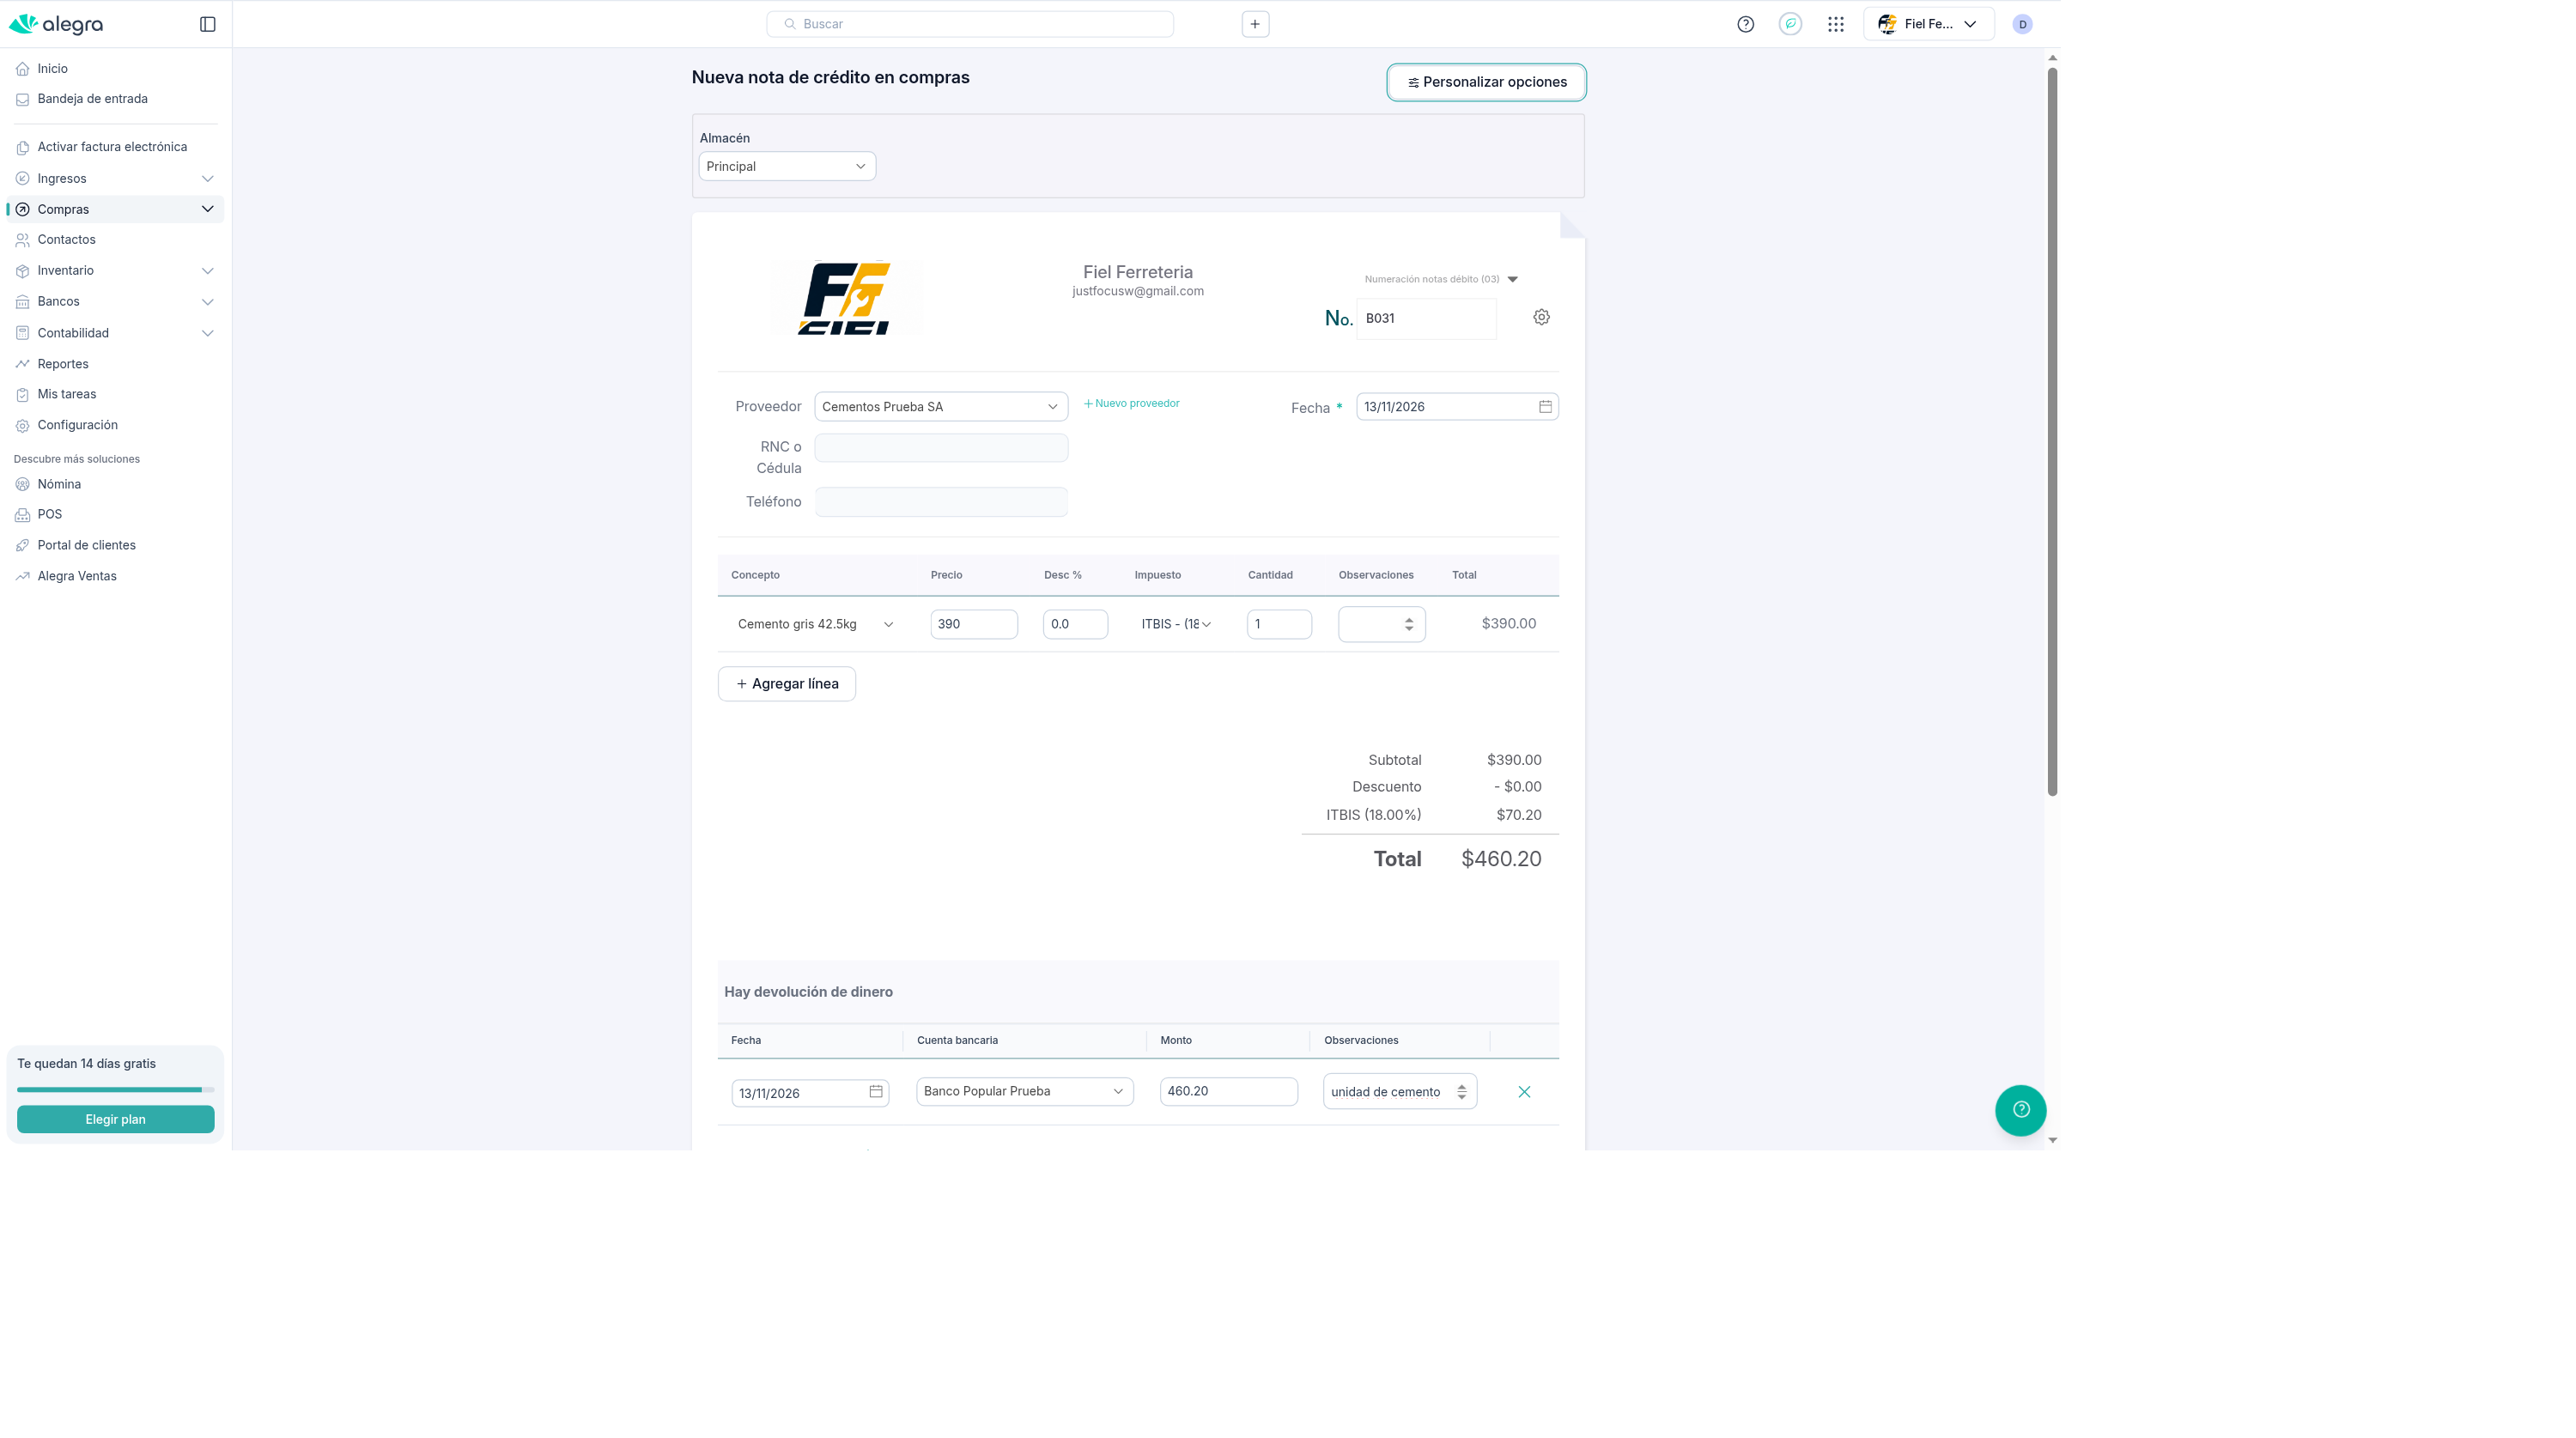 alegra
Buscar
Fiel Fe...
D
Inicio
Bandeja de entrada
Activar factura electrónica
Ingresos
Compras
Contactos
Inventario
Bancos
Contabilidad
Reportes
Mis tareas
Configuración
Descubre más soluciones
Nómina
POS
Portal de clientes
Alegra Ventas
Te quedan 14 días gratis
Elegir plan
Nueva nota de crédito en compras
Personalizar opciones
Almacén
Principal
Fiel Ferreteria
justfocusw@gmail.com
Numeración notas débito (03)
No. B031
Proveedor Cementos Prueba SA + Nuevo proveedor Fecha * 13/11/2026
RNC o
Cédula
Teléfono
Concepto Precio Desc % Impuesto Cantidad Observaciones Total
Cemento gris 42.5kg 390 0.0 ITBIS - (18 1 $390.00
+ Agregar línea
Subtotal $390.00
Descuento - $0.00
ITBIS (18.00%) $70.20
Total $460.20
Hay devolución de dinero
Fecha Cuenta bancaria Monto Observaciones
13/11/2026 Banco Popular Prueba 460.20 unidad de cemento